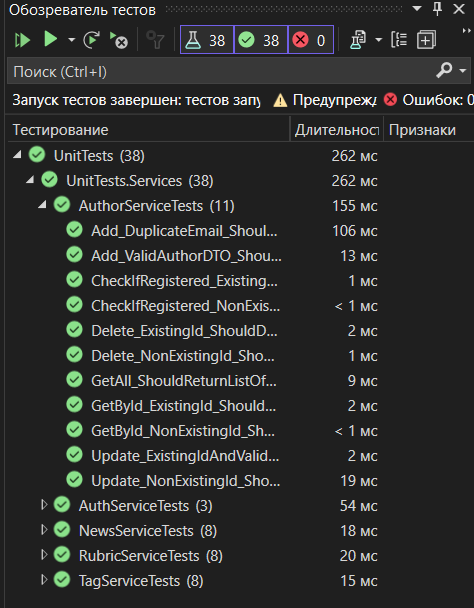 Обозреватель тестов
38 38 0
Поиск (Ctrl+I)
Запуск тестов завершен: тестов запу Предупрежд Ошибок: 0
Тестирование Длительност Признаки
UnitTests (38) 262 мс
UnitTests.Services (38) 262 мс
AuthorServiceTests (11) 155 мс
Add_DuplicateEmail_Shoul... 106 мс
Add_ValidAuthorDTO_Shou... 13 мс
CheckIfRegistered_Existing... 1 мс
CheckIfRegistered_NonExis... < 1 мс
Delete_ExistingId_ShouldD... 2 мс
Delete_NonExistingId_Sho... 1 мс
GetAll_ShouldReturnListOf... 9 мс
GetById_ExistingId_Should... 2 мс
GetById_NonExistingId_Sh... < 1 мс
Update_ExistingIdAndValid... 2 мс
Update_NonExistingId_Sho... 19 мс
AuthServiceTests (3) 54 мс
NewsServiceTests (8) 18 мс
RubricServiceTests (8) 20 мс
TagServiceTests (8) 15 мс